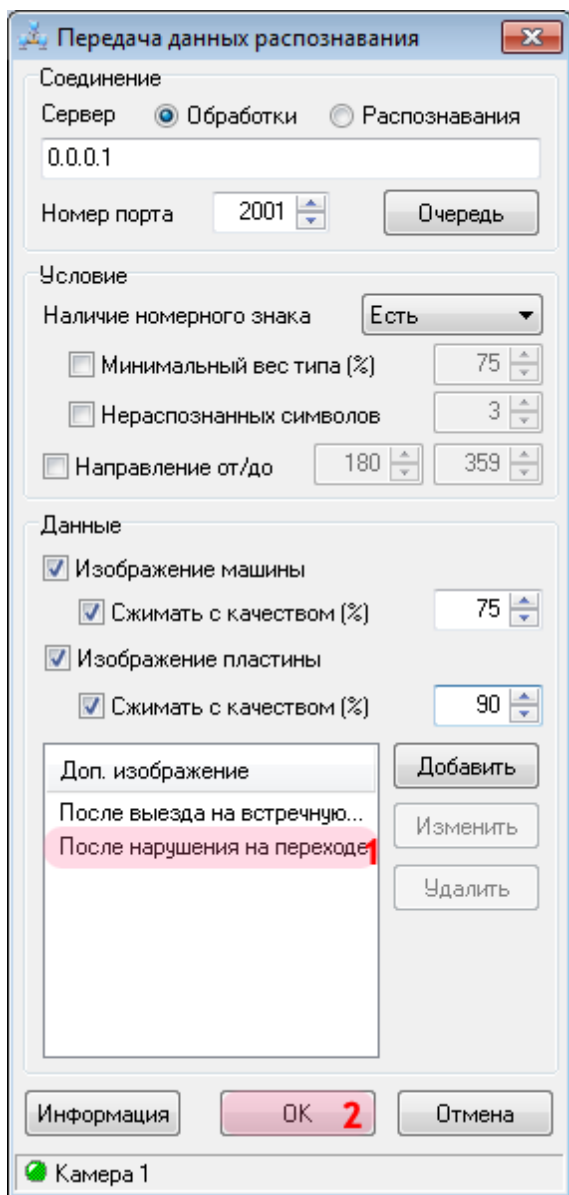 Передача данных распознавания
Соединение
Сервер Обработки Распознавания
0.0.0.1
Номер порта 2001 Очередь
Условие
Наличие номерного знака Есть
Минимальный вес типа (%) 75
Нераспознанных символов 3
Направление от/до 180 359
Данные
Изображение машины
Сжимать с качеством (%) 75
Изображение пластины
Сжимать с качеством (%) 90
Доп. изображение Добавить
После выезда на встречную... Изменить
После нарушения на переходе 1
Удалить
Информация OK 2 Отмена
Камера 1